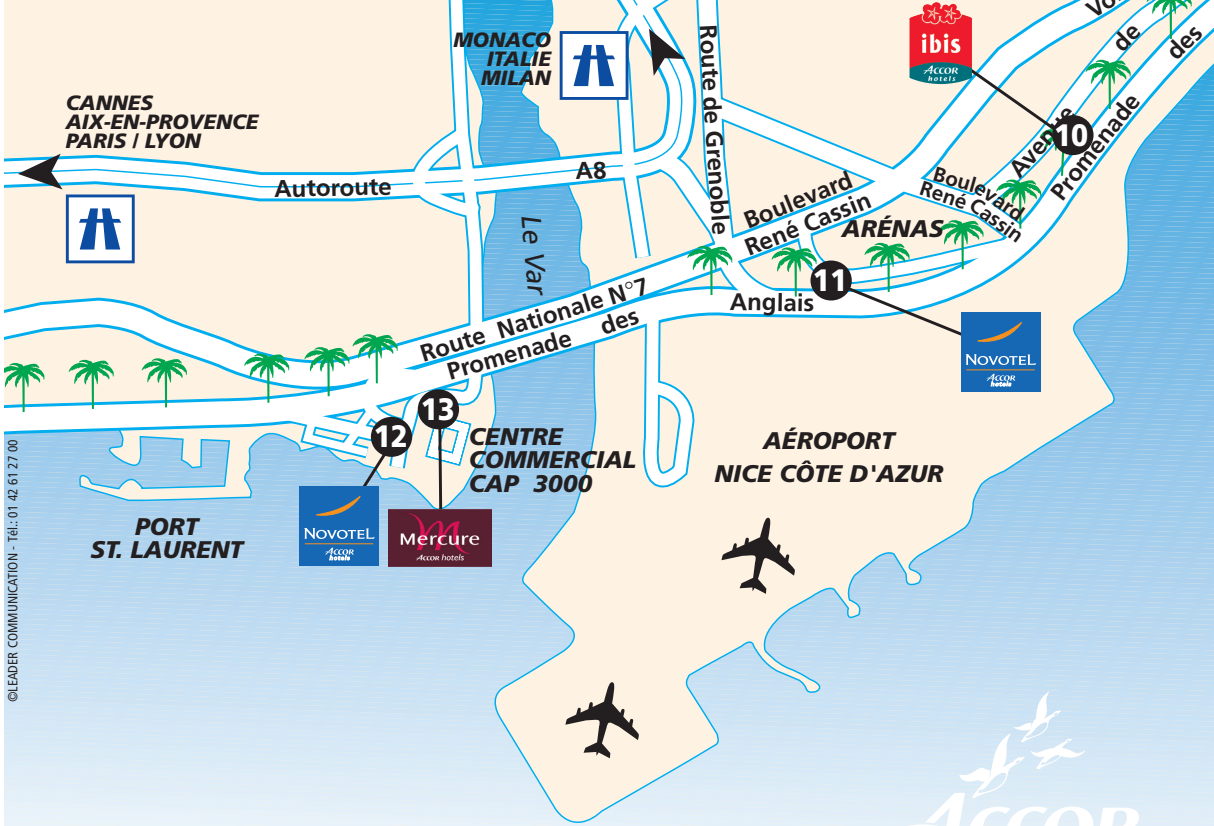 MONACO
ITALIE
MILAN
Route de Grenoble
ibis
ACCOR
hotels
de
des
CANNES
AIX-EN-PROVENCE
PARIS / LYON
10
Avenue
Promenade
Autoroute
A8
Boulevard
René Cassin
Boulevard
René Cassin
ARÉNAS
Le Var
11
Anglais
Route Nationale N°7
Promenade des
NOVOTEL
ACCOR
hotels
13
12
CENTRE
COMMERCIAL
CAP 3000
AÉROPORT
NICE CÔTE D'AZUR
PORT
ST. LAURENT
NOVOTEL
ACCOR
hotels
Mercure
ACCOR hotels
©LEADER COMMUNICATION - Tél.: 01 42 61 27 00
ACCOR